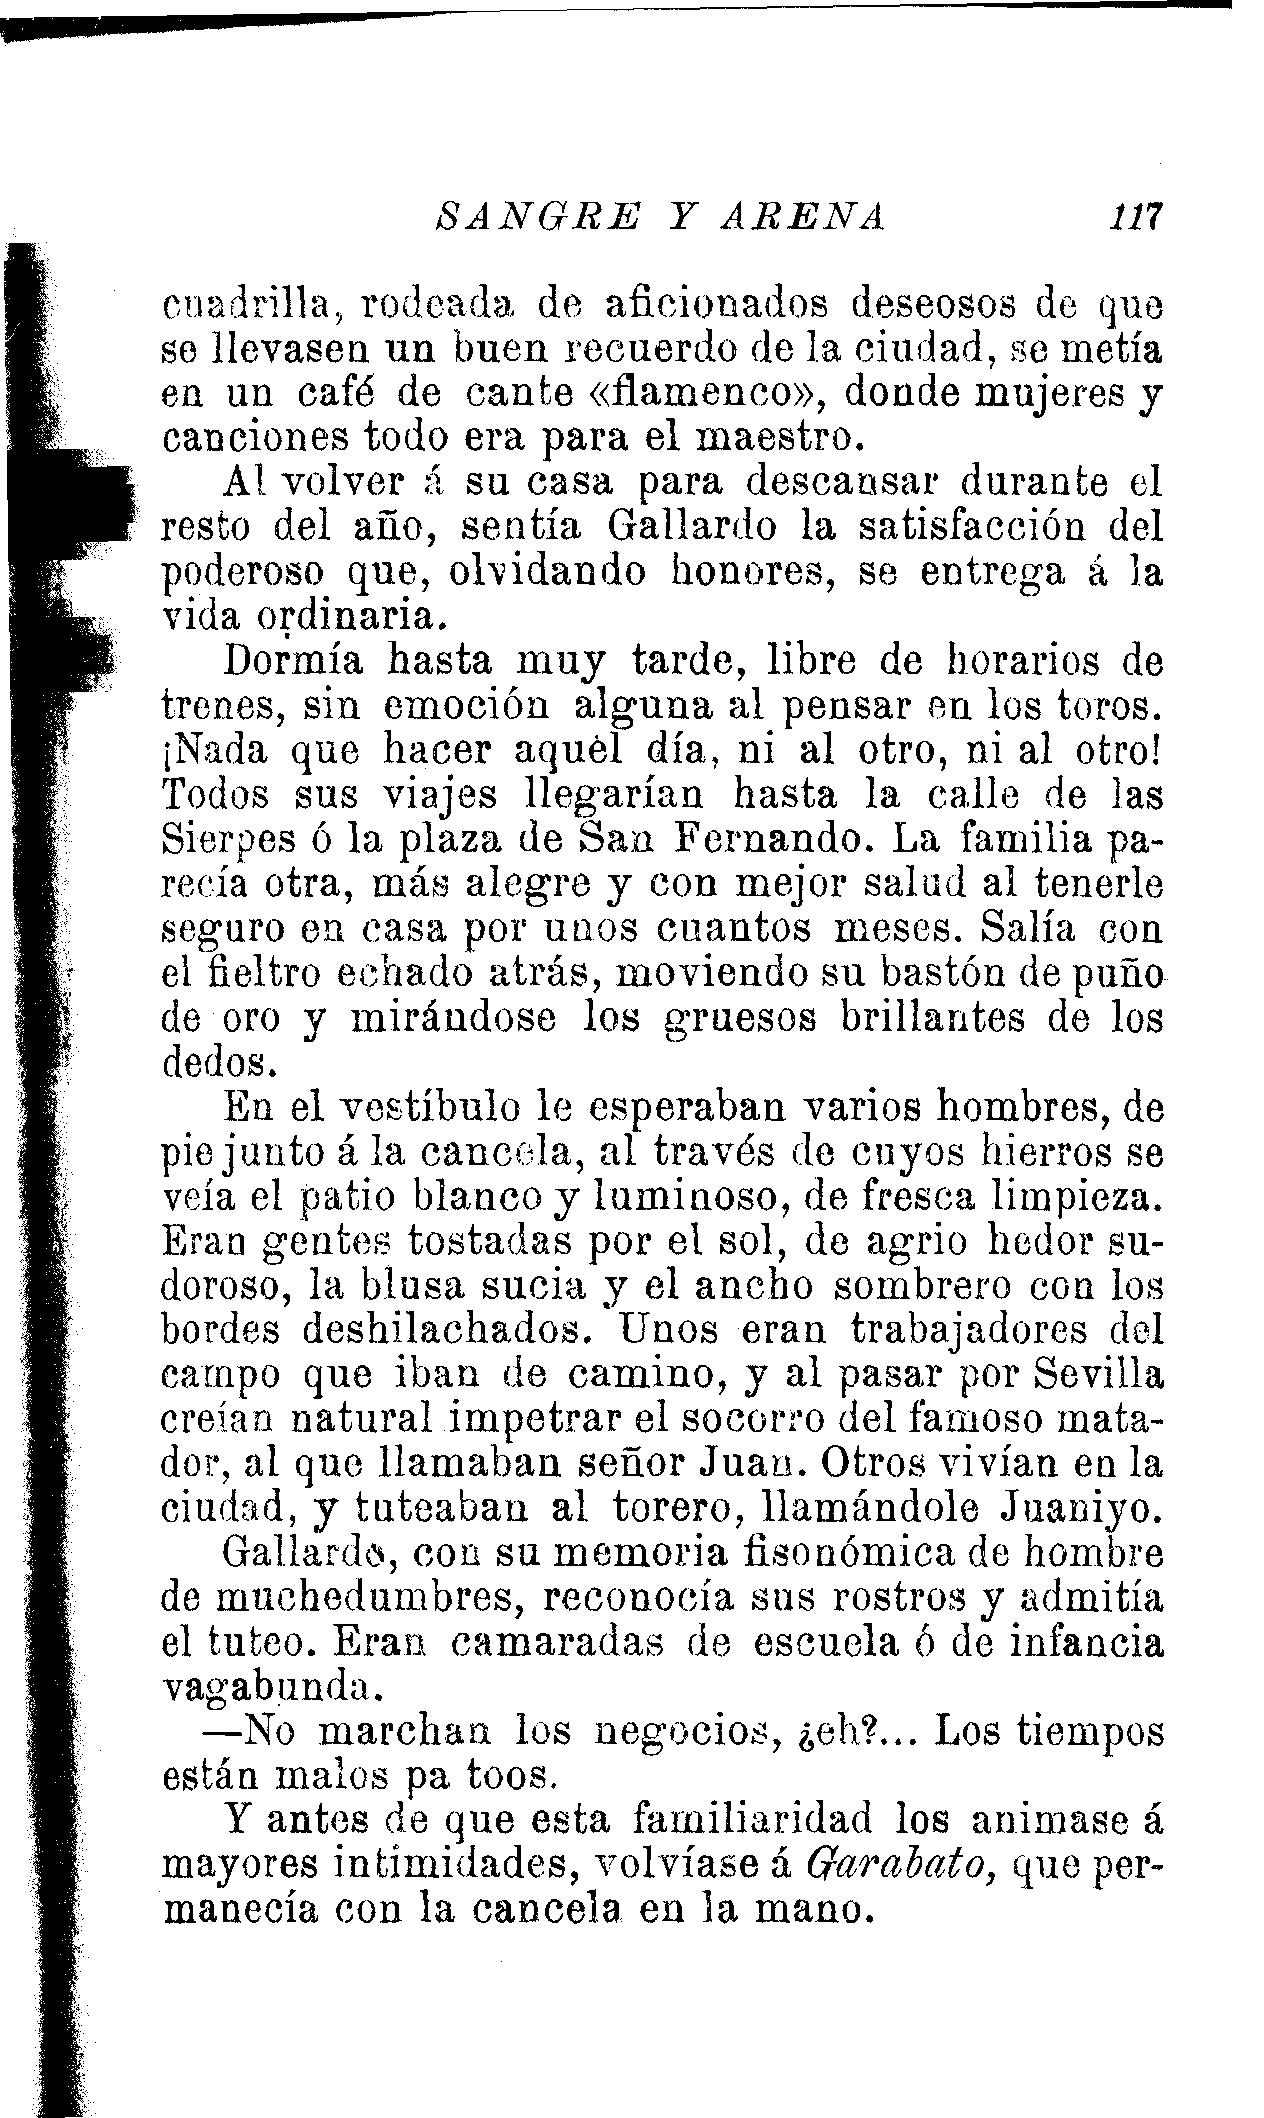 SANGRE Y ARENA 117
cuadrilla, rodeada de aficionados deseosos de que
se llevasen un buen recuerdo de la ciudad, se metía
en un café de cante «flamenco», donde mujeres y
canciones todo era para el maestro.
Al volver á su casa para descansar durante el
resto del año, sentía Gallardo la satisfacción del
poderoso que, olvidando honores, se entrega á la
vida ordinaria.
Dormía hasta muy tarde, libre de horarios de
trenes, sin emoción alguna al pensar en los toros.
¡Nada que hacer aquel día, ni al otro, ni al otro!
Todos sus viajes llegarían hasta la calle de las
Sierpes ó la plaza de San Fernando. La familia pa-
recía otra, más alegre y con mejor salud al tenerle
seguro en casa por unos cuantos meses. Salía con
el fieltro echado atrás, moviendo su bastón de puño
de oro y mirándose los gruesos brillantes de los
dedos.
En el vestíbulo le esperaban varios hombres, de
pie junto á la cancela, al través de cuyos hierros se
veía el patio blanco y luminoso, de fresca limpieza.
Eran gentes tostadas por el sol, de agrio hedor su-
doroso, la blusa sucia y el ancho sombrero con los
bordes deshilachados. Unos eran trabajadores del
campo que iban de camino, y al pasar por Sevilla
creían natural impetrar el socorro del famoso mata-
dor, al que llamaban señor Juan. Otros vivían en la
ciudad, y tuteaban al torero, llamándole Juaniyo.
Gallardo, con su memoria fisonómica de hombre
de muchedumbres, reconocía sus rostros y admitía
el tuteo. Eran camaradas de escuela ó de infancia
vagabunda.
—No marchan los negocios, ¿eh?... Los tiempos
están malos pa toos.
Y antes de que esta familiaridad los animase á
mayores intimidades, volvíase á Garabato, que per-
manecía con la cancela en la mano.